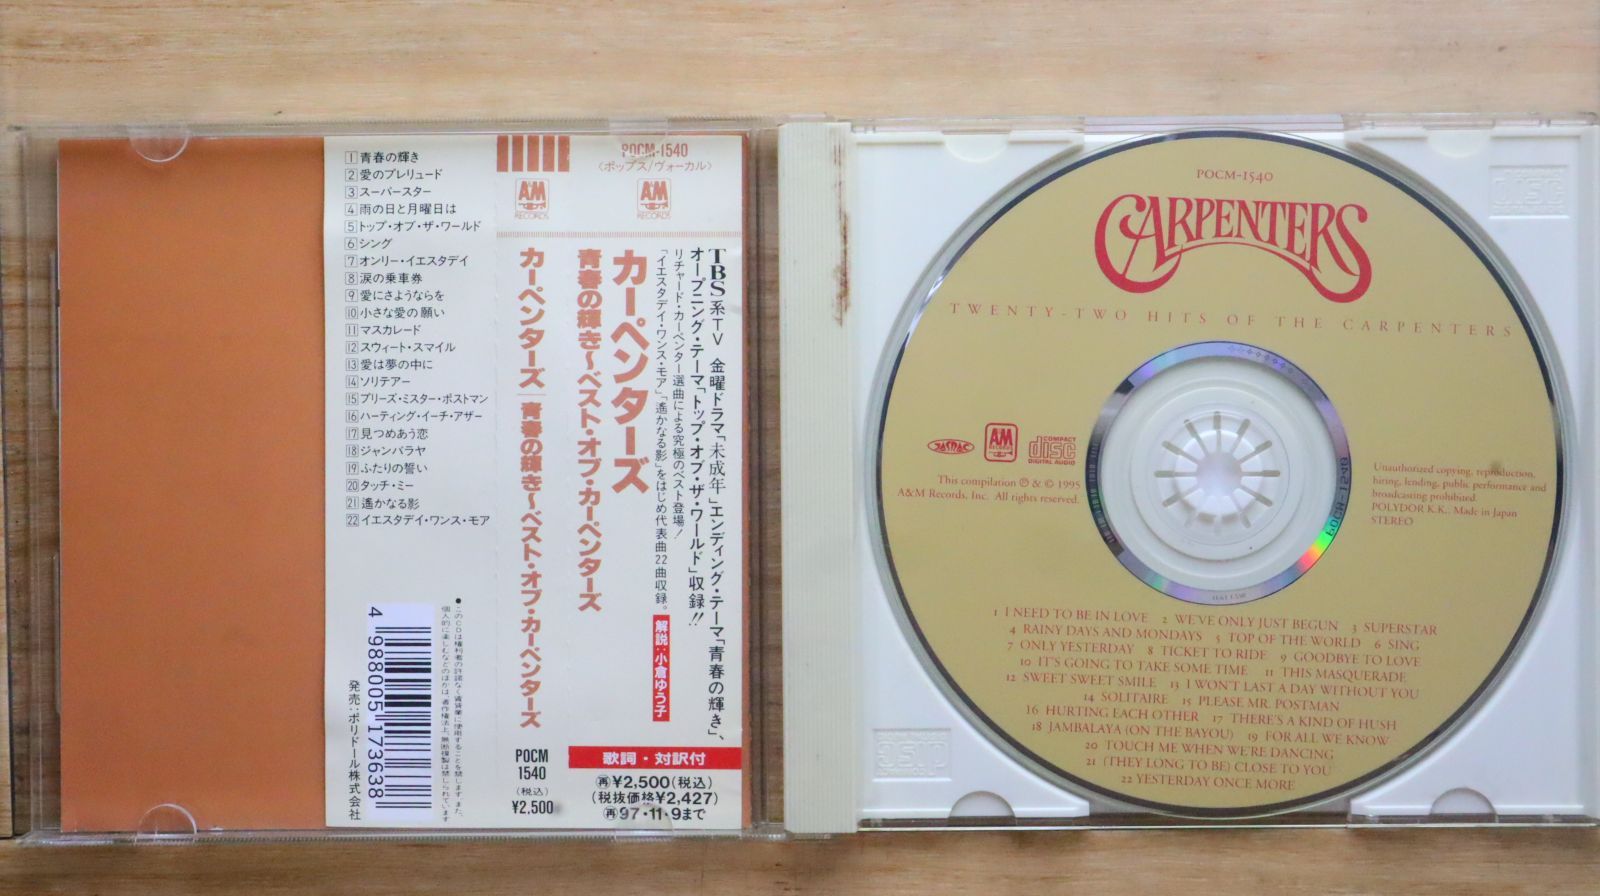 1 青春の輝き
2 愛のプレリュード
3 スーパースター
4 雨の日と月曜日は
5 トップ・オブ・ザ・ワールド
6 シング
7 オンリー・イエスタデイ
8 涙の乗車券
9 愛にさようならを
10 小さな愛の願い
11 マスカレード
12 スウィート・スマイル
13 愛は夢の中に
14 ソリテアー
15 プリーズ・ミスター・ポストマン
16 ハーティング・イーチ・アザー
17 見つめあう恋
18 ジャンバラヤ
19 ふたりの誓い
20 タッチ・ミー
21 遙かなる影
22 イエスタデイ・ワンス・モア
4 988005 173638
発売:ポリドール株式会社
A&M
RECORDS
カーペンターズ 青春の輝き〜ベスト・オブ・カーペンターズ
POCM
1540
(税込)
¥2,500
POCM-1540
〈ポップス/ヴォーカル〉
A&M
RECORDS
TBS系TV 金曜ドラマ「未成年」エンディング・テーマ「青春の輝き」、
オープニング・テーマ「トップ・オブ・ザ・ワールド」収録!!
リチャード・カーペンター選曲による究極のベスト登場!
「イエスタデイ・ワンス・モア」「遙かなる影」をはじめ代表曲22曲収録。
解説:小倉ゆう子
カーペンターズ
青春の輝き〜ベスト・オブ・カーペンターズ
歌詞・対訳付
再¥2,500(税込)
(税抜価格¥2,427)
再97・11・9まで
POCM-1540
CARPENTERS
TWENTY-TWO HITS OF THE CARPENTERS
JASRAC
A&M
RECORDS
COMPACT
disc
DIGITAL AUDIO
This compilation ℗ & © 1995
A&M Records, Inc. All rights reserved.
Unauthorized copying, reproduction,
hiring, lending, public performance and
broadcasting prohibited.
POLYDOR K.K., Made in Japan
STEREO
POCM-1540
1 I NEED TO BE IN LOVE 2 WE'VE ONLY JUST BEGUN 3 SUPERSTAR
4 RAINY DAYS AND MONDAYS 5 TOP OF THE WORLD 6 SING
7 ONLY YESTERDAY 8 TICKET TO RIDE 9 GOODBYE TO LOVE
10 IT'S GOING TO TAKE SOME TIME 11 THIS MASQUERADE
12 SWEET SWEET SMILE 13 I WON'T LAST A DAY WITHOUT YOU
14 SOLITAIRE 15 PLEASE MR. POSTMAN
16 HURTING EACH OTHER 17 THERE'S A KIND OF HUSH
18 JAMBALAYA (ON THE BAYOU) 19 FOR ALL WE KNOW
20 TOUCH ME WHEN WE'RE DANCING
21 (THEY LONG TO BE) CLOSE TO YOU
22 YESTERDAY ONCE MORE